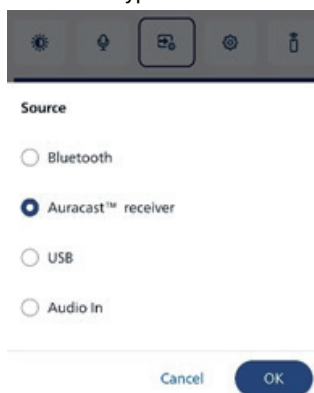 Source
Bluetooth
Auracast™ receiver
USB
Audio In
Cancel
OK